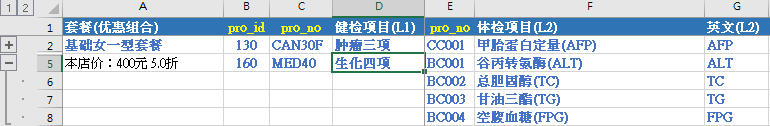 1 2
A B C D E F G
1 套餐(优惠组合) pro_id pro_no 健检项目(L1) pro_no 体检项目(L2) 英文(L2)
2 基础女一型套餐 130 CAN30F 肿瘤三项 CC001 甲胎蛋白定量(AFP) AFP
5 本店价：400元 5.0折 160 MED40 生化四项 BC001 谷丙转氨酶(ALT) ALT
6 BC002 总胆固醇(TC) TC
7 BC003 甘油三酯(TG) TG
8 BC004 空腹血糖(FPG) FPG